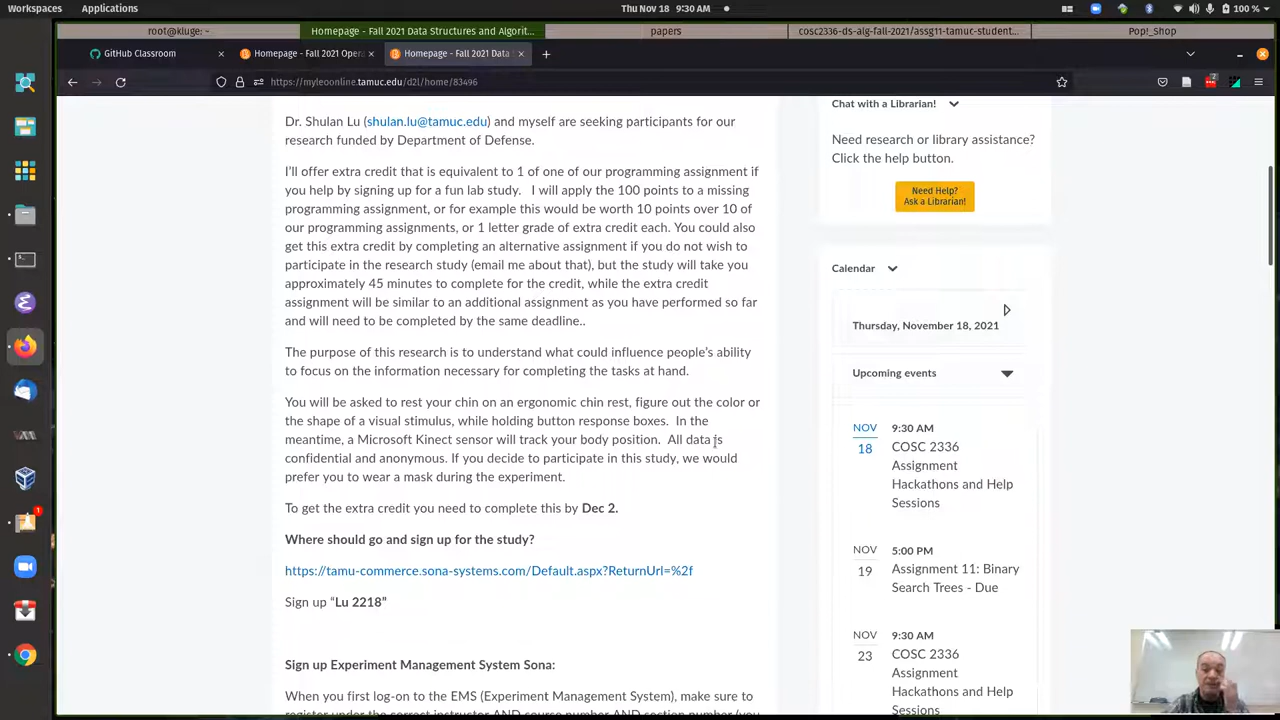 Workspaces
Applications
Thu Nov 18 9:30 AM
100 %
root@kluge: ~
Homepage - Fall 2021 Data Structures and Algorit...
papers
cosc2336-ds-alg-fall-2021/assg11-tamuc-student...
Pop!_Shop
GitHub Classroom
Homepage - Fall 2021 Oper
Homepage - Fall 2021 Data
https://myleoonline.tamuc.edu/d2l/home/83496
Dr. Shulan Lu (shulan.lu@tamuc.edu) and myself are seeking participants for our
research funded by Department of Defense.
I'll offer extra credit that is equivalent to 1 of one of our programming assignment if
you help by signing up for a fun lab study. I will apply the 100 points to a missing
programming assignment, or for example this would be worth 10 points over 10 of
our programming assignments, or 1 letter grade of extra credit each. You could also
get this extra credit by completing an alternative assignment if you do not wish to
participate in the research study (email me about that), but the study will take you
approximately 45 minutes to complete for the credit, while the extra credit
assignment will be similar to an additional assignment as you have performed so far
and will need to be completed by the same deadline..
The purpose of this research is to understand what could influence people's ability
to focus on the information necessary for completing the tasks at hand.
You will be asked to rest your chin on an ergonomic chin rest, figure out the color or
the shape of a visual stimulus, while holding button response boxes. In the
meantime, a Microsoft Kinect sensor will track your body position. All data is
confidential and anonymous. If you decide to participate in this study, we would
prefer you to wear a mask during the experiment.
To get the extra credit you need to complete this by Dec 2.
Where should go and sign up for the study?
https://tamu-commerce.sona-systems.com/Default.aspx?ReturnUrl=%2f
Sign up “Lu 2218”
Sign up Experiment Management System Sona:
When you first log-on to the EMS (Experiment Management System), make sure to
register under the correct instructor AND course number AND section number (you
Chat with a Librarian!
Need research or library assistance?
Click the help button.
Need Help?
Ask a Librarian!
Calendar
Thursday, November 18, 2021
Upcoming events
NOV
18
9:30 AM
COSC 2336
Assignment
Hackathons and Help
Sessions
NOV
19
5:00 PM
Assignment 11: Binary
Search Trees - Due
NOV
23
9:30 AM
COSC 2336
Assignment
Hackathons and Help
Sessions